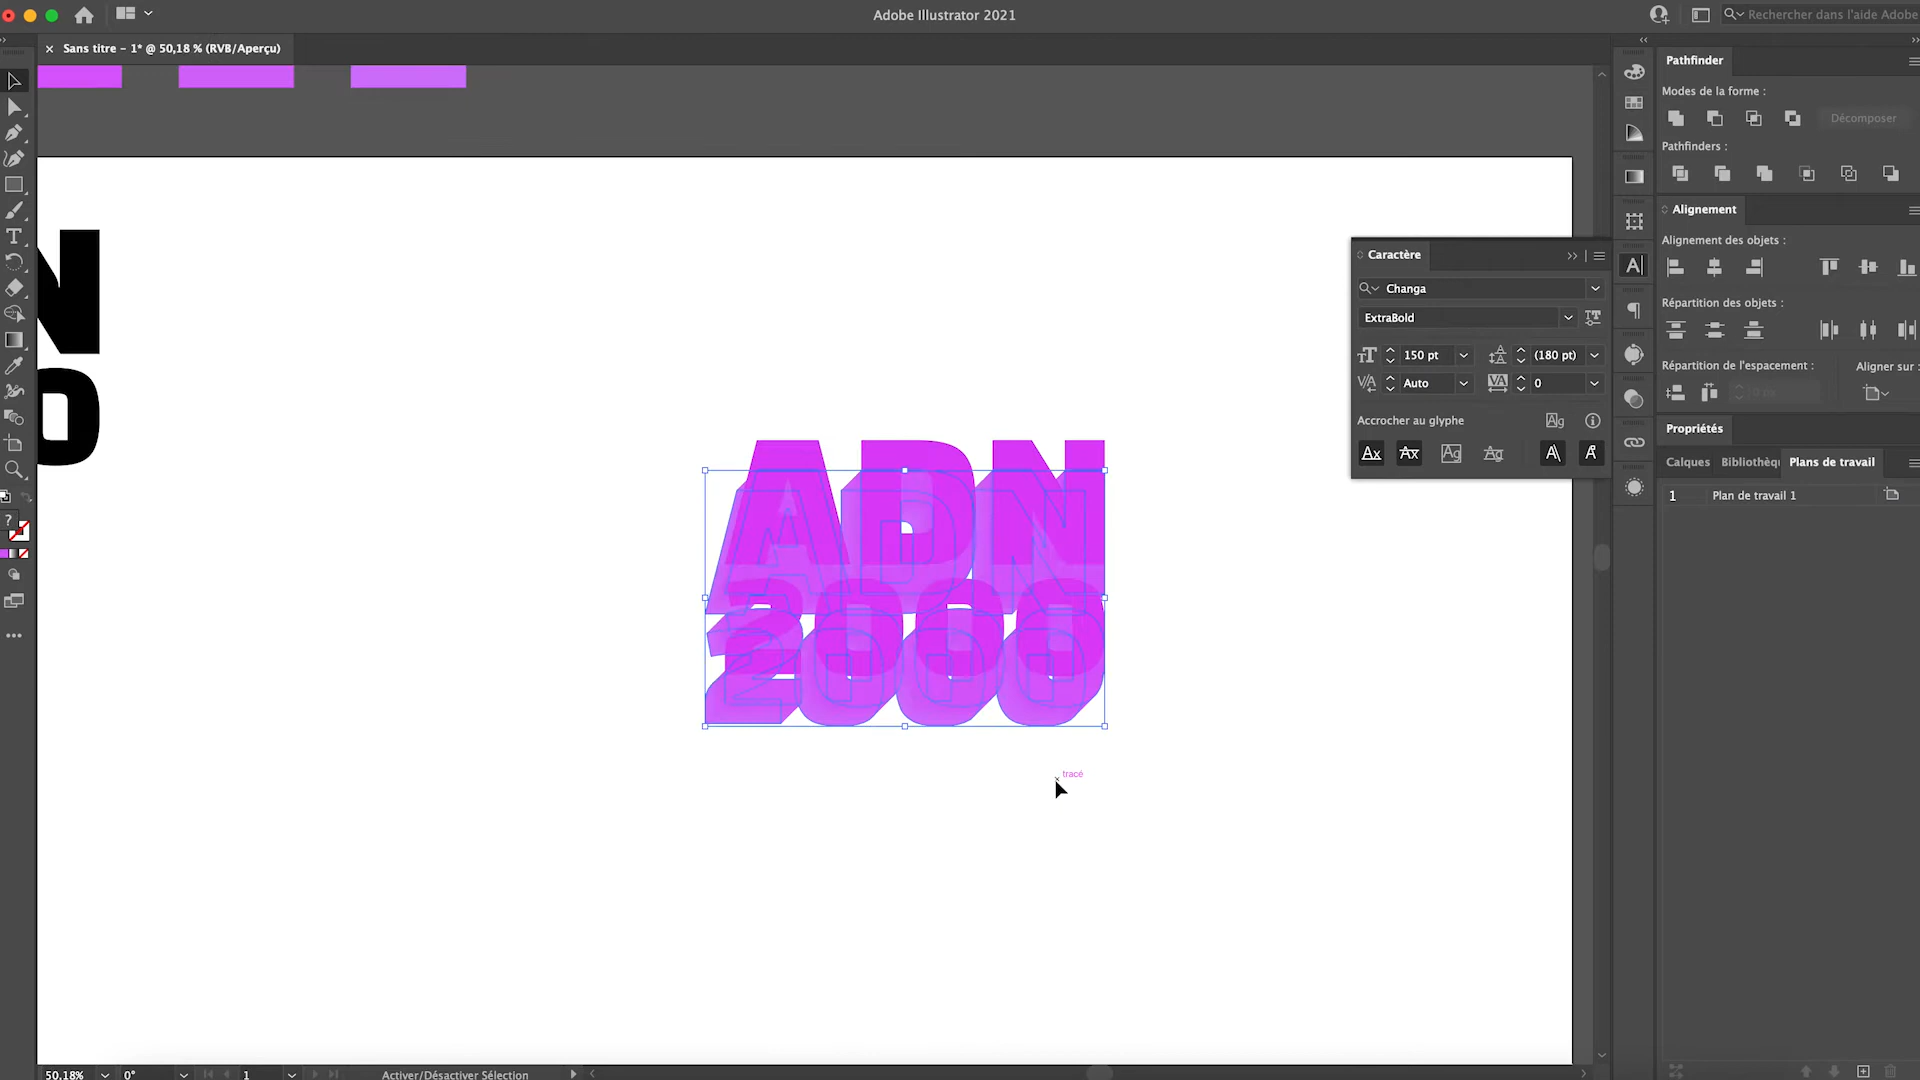 Adobe Illustrator 2021
Rechercher dans l'aide Adobe
× Sans titre – 1* @ 50,18 % (RVB/Aperçu)
Pathfinder
Modes de la forme :
Décomposer
Pathfinders :
Alignement
Alignement des objets :
Répartition des objets :
Répartition de l'espacement :
Aligner sur :
0 px
Propriétés
Calques
Bibliothèqu
Plans de travail
1 Plan de travail 1
Caractère
Changa
ExtraBold
150 pt
(180 pt)
Auto
0
Accrocher au glyphe
N
0
ADN
2000
tracé
50,18%
0°
1
Activer/Désactiver Sélection